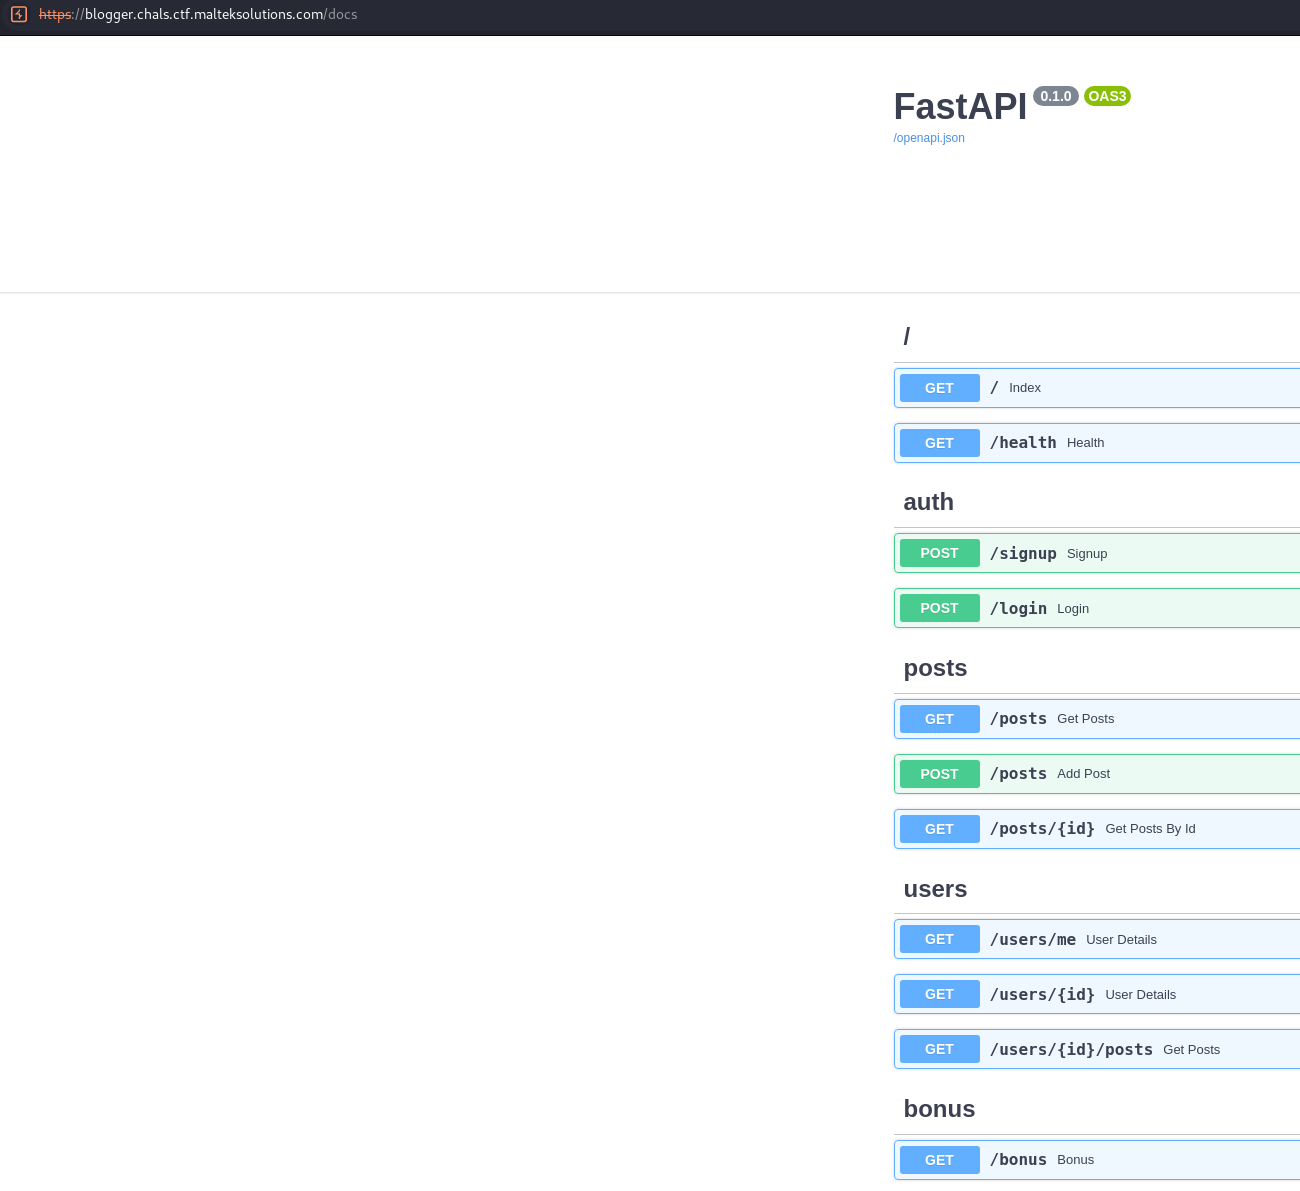 https://blogger.chals.ctf.malteksolutions.com/docs
FastAPI 0.1.0 OAS3
/openapi.json
/
GET / Index
GET /health Health
auth
POST /signup Signup
POST /login Login
posts
GET /posts Get Posts
POST /posts Add Post
GET /posts/{id} Get Posts By Id
users
GET /users/me User Details
GET /users/{id} User Details
GET /users/{id}/posts Get Posts
bonus
GET /bonus Bonus